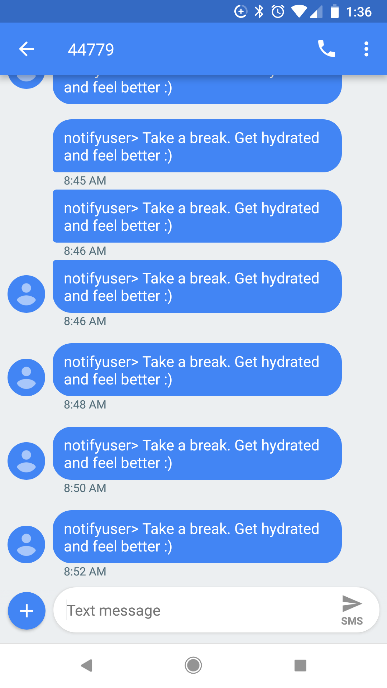 1:36
44779
and feel better :)
notifyuser> Take a break. Get hydrated
and feel better :)
8:45 AM
notifyuser> Take a break. Get hydrated
and feel better :)
8:46 AM
notifyuser> Take a break. Get hydrated
and feel better :)
8:46 AM
notifyuser> Take a break. Get hydrated
and feel better :)
8:48 AM
notifyuser> Take a break. Get hydrated
and feel better :)
8:50 AM
notifyuser> Take a break. Get hydrated
and feel better :)
8:52 AM
Text message
SMS